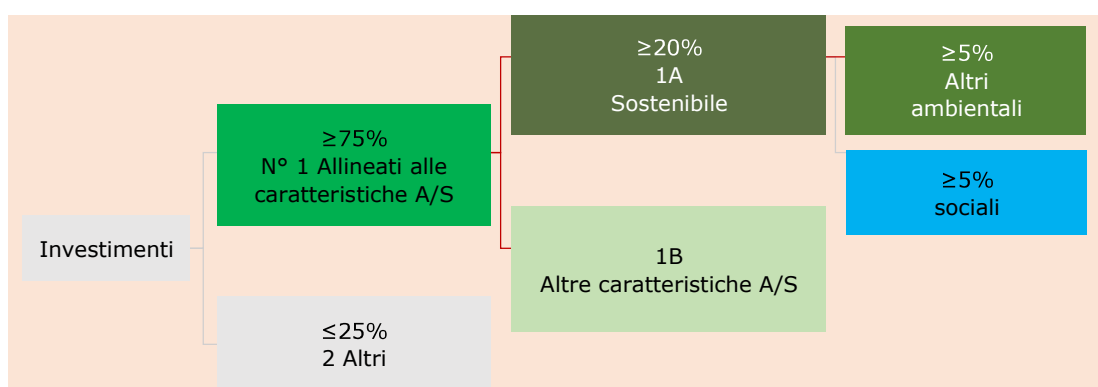 Investimenti
≥75%
N° 1 Allineati alle
caratteristiche A/S
≤25%
2 Altri
≥20%
1A
Sostenibile
1B
Altre caratteristiche A/S
≥5%
Altri
ambientali
≥5%
sociali